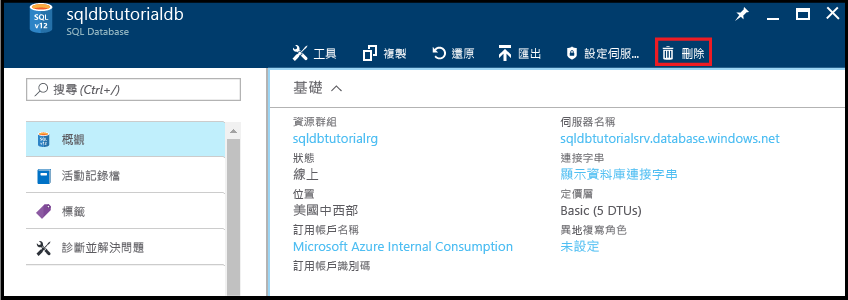 sqldbtutorialdb
SQL Database
SQL
v12
工具 複製 還原 匯出 設定伺服... 刪除
搜尋 (Ctrl+/)
概觀
活動記錄檔
標籤
診斷並解決問題
基礎
資源群組
sqldbtutorialrg
狀態
線上
位置
美國中西部
訂用帳戶名稱
Microsoft Azure Internal Consumption
訂用帳戶識別碼
伺服器名稱
sqldbtutorialsrv.database.windows.net
連接字串
顯示資料庫連接字串
定價層
Basic (5 DTUs)
異地複寫角色
未設定